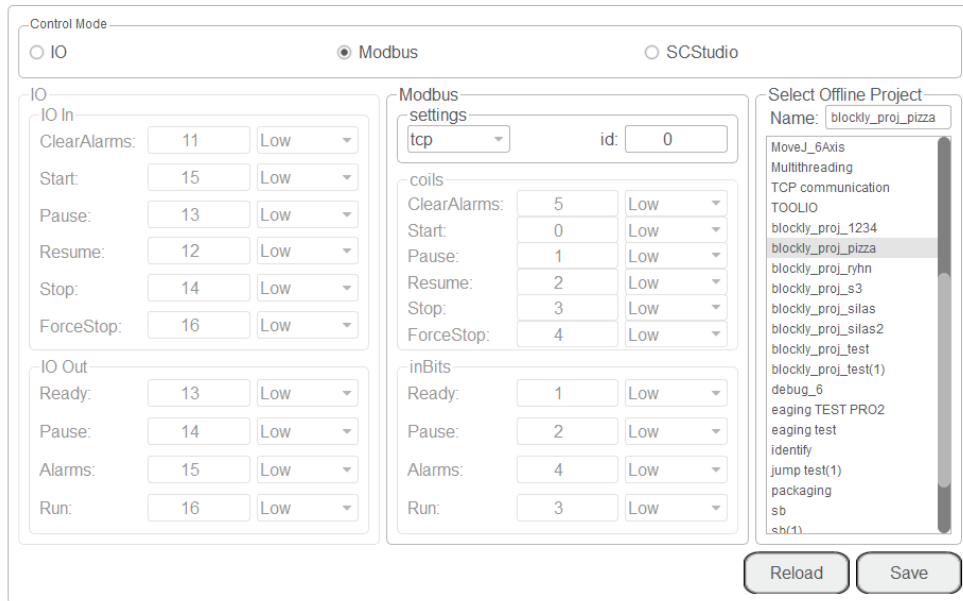 Control Mode
IO Modbus SCStudio
IO
IO In
ClearAlarms: 11 Low
Start: 15 Low
Pause: 13 Low
Resume: 12 Low
Stop: 14 Low
ForceStop: 16 Low
IO Out
Ready: 13 Low
Pause: 14 Low
Alarms: 15 Low
Run: 16 Low
Modbus
settings
tcp id: 0
coils
ClearAlarms: 5 Low
Start: 0 Low
Pause: 1 Low
Resume: 2 Low
Stop: 3 Low
ForceStop: 4 Low
inBits
Ready: 1 Low
Pause: 2 Low
Alarms: 4 Low
Run: 3 Low
Select Offline Project
Name: blockly_proj_pizza
MoveJ_6Axis
Multithreading
TCP communication
TOOLIO
blockly_proj_1234
blockly_proj_pizza
blockly_proj_ryhn
blockly_proj_s3
blockly_proj_silas
blockly_proj_silas2
blockly_proj_test
blockly_proj_test(1)
debug_6
eaging TEST PRO2
eaging test
identify
jump test(1)
packaging
sb
sb(1)
Reload Save